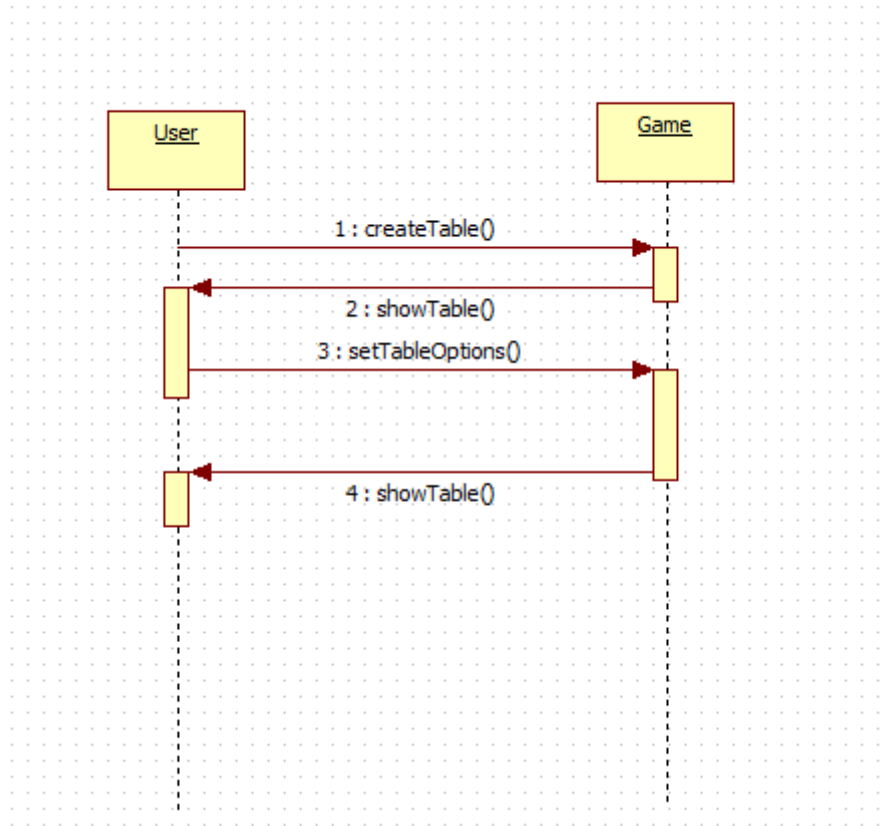 User
Game
1 : createTable()
2 : showTable()
3 : setTableOptions()
4 : showTable()